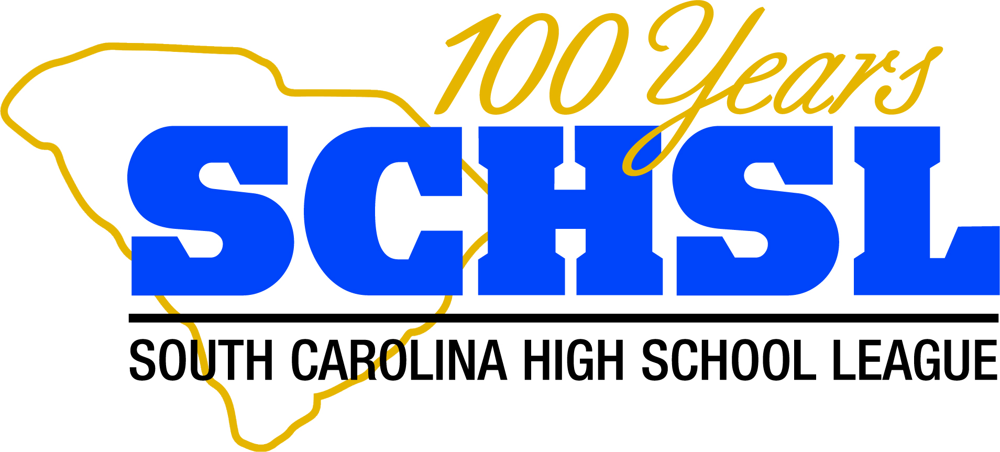 100 Years
SCHSL
SOUTH CAROLINA HIGH SCHOOL LEAGUE